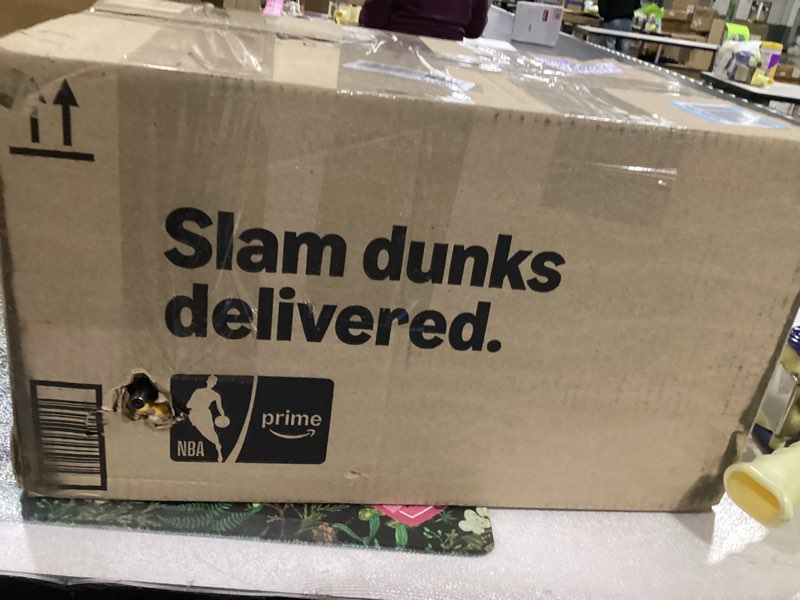 Slam dunks
delivered.
NBA
prime